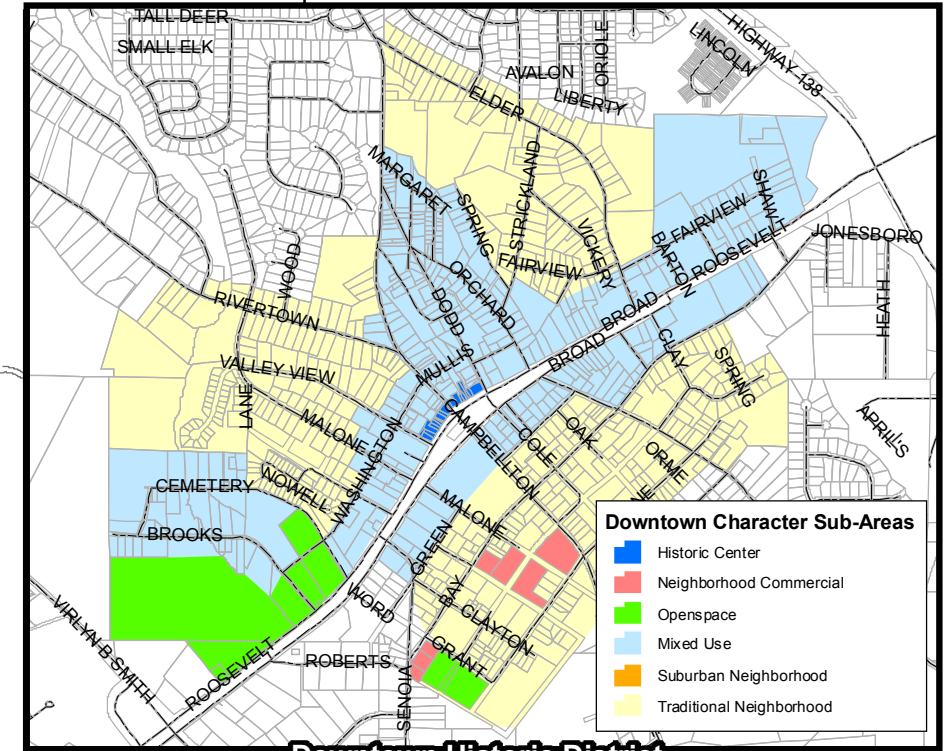 TALL DEER
SMALL ELK
AVALON
ORIOLE
LINCOLN
HIGHWAY 138
ELDER
LIBERTY
MARGARET
SPRING
STRICKLAND
VICKERY
FAIRVIEW
SHAW
FAIRVIEW
BARTON
ROOSEVELT
JONESBORO
HEATH
WOOD
ORCHARD
DODD
RIVERTOWN
MULLIS
BROAD
BROAD
CLAY
SPRING
VALLEY VIEW
LANE
MALONE
CAMPBELLTON
COLE
OAK
ORME
APRIL'S
WASHINGTON
NOWELL
CEMETERY
BROOKS
MALONE
GREEN
BAY
WORD
CLAYTON
GRANT
VIRLYN B SMITH
ROOSEVELT
ROBERTS
SENOIA
Downtown Character Sub-Areas
Historic Center
Neighborhood Commercial
Openspace
Mixed Use
Suburban Neighborhood
Traditional Neighborhood
Downtown Historic District